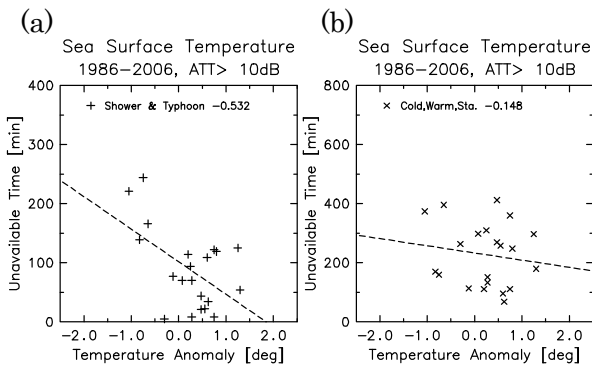 (a)
Sea Surface Temperature
1986−2006, ATT> 10dB
+ Shower & Typhoon −0.532
Unavailable Time [min]
400
300
200
100
0
−2.0 −1.0 0.0 1.0 2.0
Temperature Anomaly [deg]
(b)
Sea Surface Temperature
1986−2006, ATT> 10dB
× Cold,Warm,Sta. −0.148
Unavailable Time [min]
800
600
400
200
0
−2.0 −1.0 0.0 1.0 2.0
Temperature Anomaly [deg]